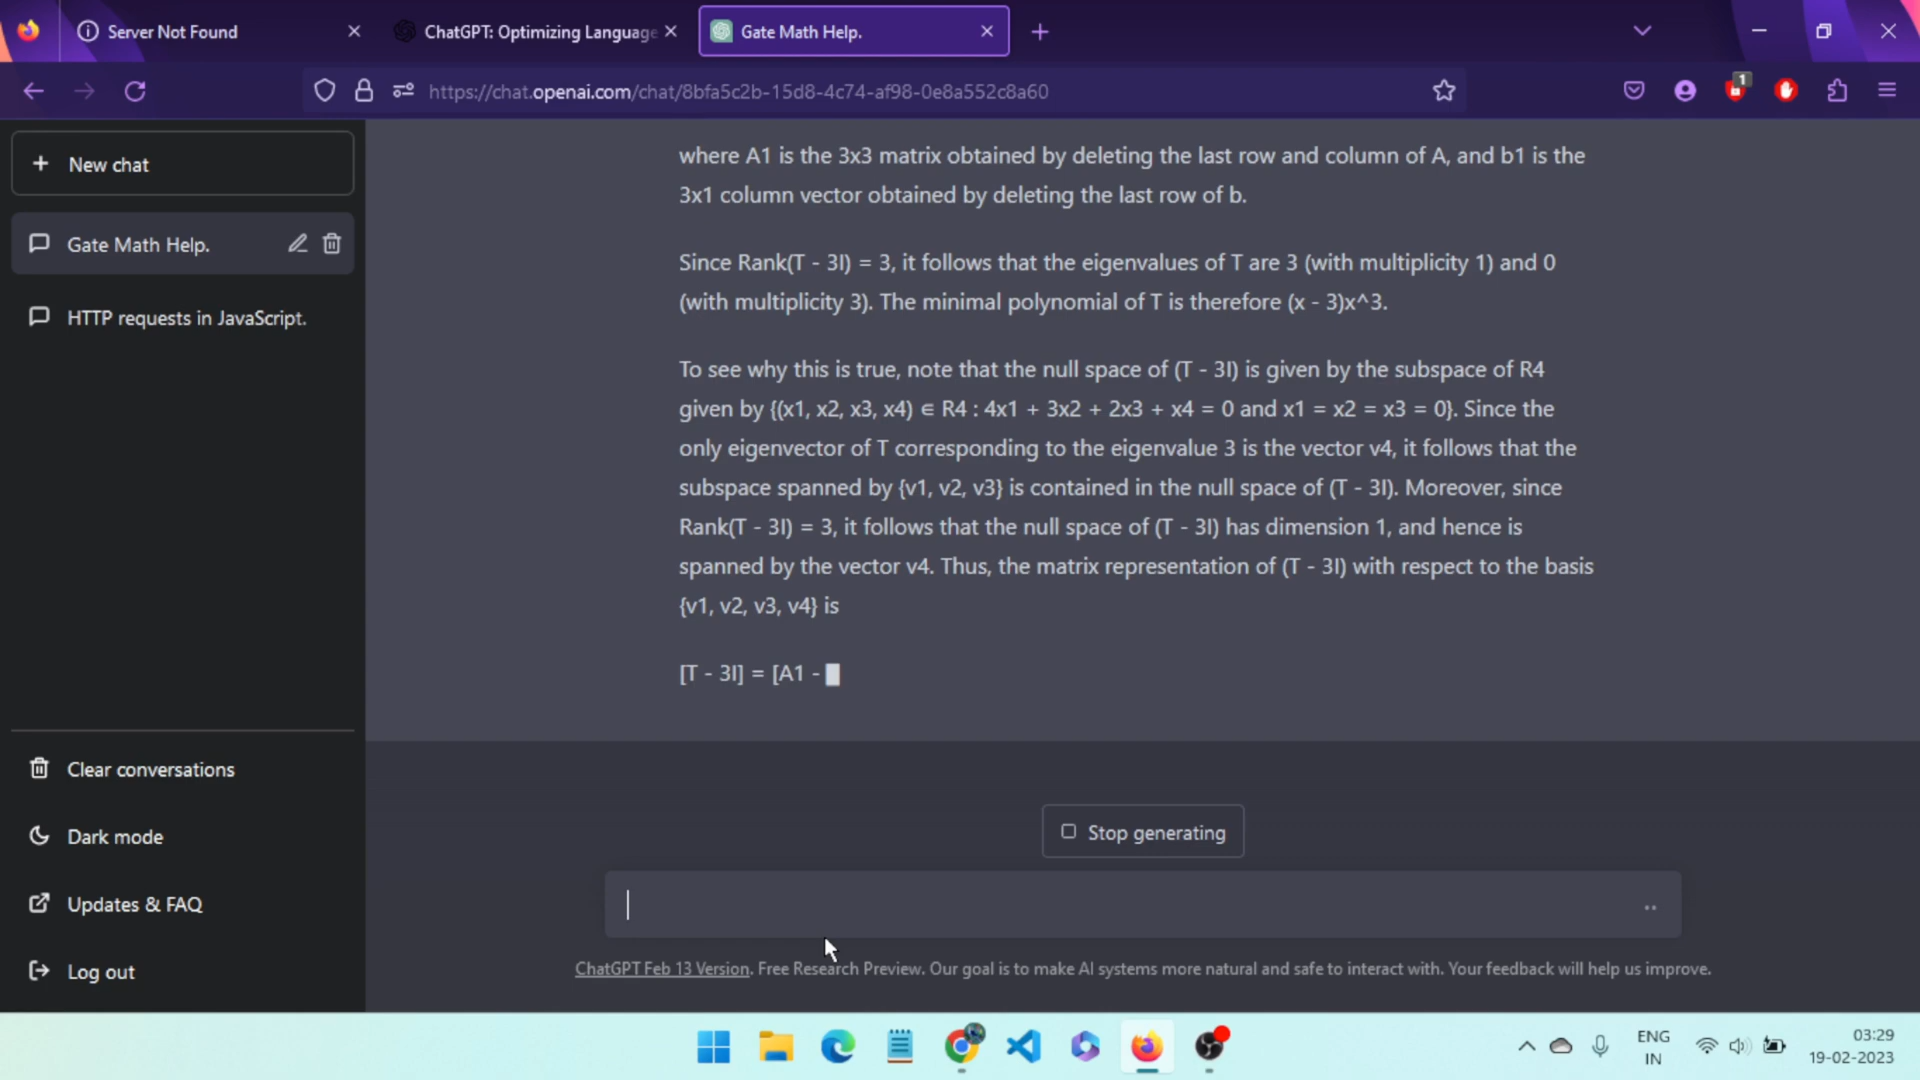 Server Not Found
ChatGPT: Optimizing Language
Gate Math Help.
https://chat.openai.com/chat/8bfa5c2b-15d8-4c74-af98-0e8a552c8a60
1
New chat
Gate Math Help.
HTTP requests in JavaScript.
Clear conversations
Dark mode
Updates & FAQ
Log out
where A1 is the 3x3 matrix obtained by deleting the last row and column of A, and b1 is the
3x1 column vector obtained by deleting the last row of b.
Since Rank(T - 3I) = 3, it follows that the eigenvalues of T are 3 (with multiplicity 1) and 0
(with multiplicity 3). The minimal polynomial of T is therefore (x - 3)x^3.
To see why this is true, note that the null space of (T - 3I) is given by the subspace of R4
given by {(x1, x2, x3, x4) ∈ R4 : 4x1 + 3x2 + 2x3 + x4 = 0 and x1 = x2 = x3 = 0}. Since the
only eigenvector of T corresponding to the eigenvalue 3 is the vector v4, it follows that the
subspace spanned by {v1, v2, v3} is contained in the null space of (T - 3I). Moreover, since
Rank(T - 3I) = 3, it follows that the null space of (T - 3I) has dimension 1, and hence is
spanned by the vector v4. Thus, the matrix representation of (T - 3I) with respect to the basis
{v1, v2, v3, v4} is
[T - 3I] = [A1 -
Stop generating
ChatGPT Feb 13 Version. Free Research Preview. Our goal is to make AI systems more natural and safe to interact with. Your feedback will help us improve.
ENG
IN
03:29
19-02-2023